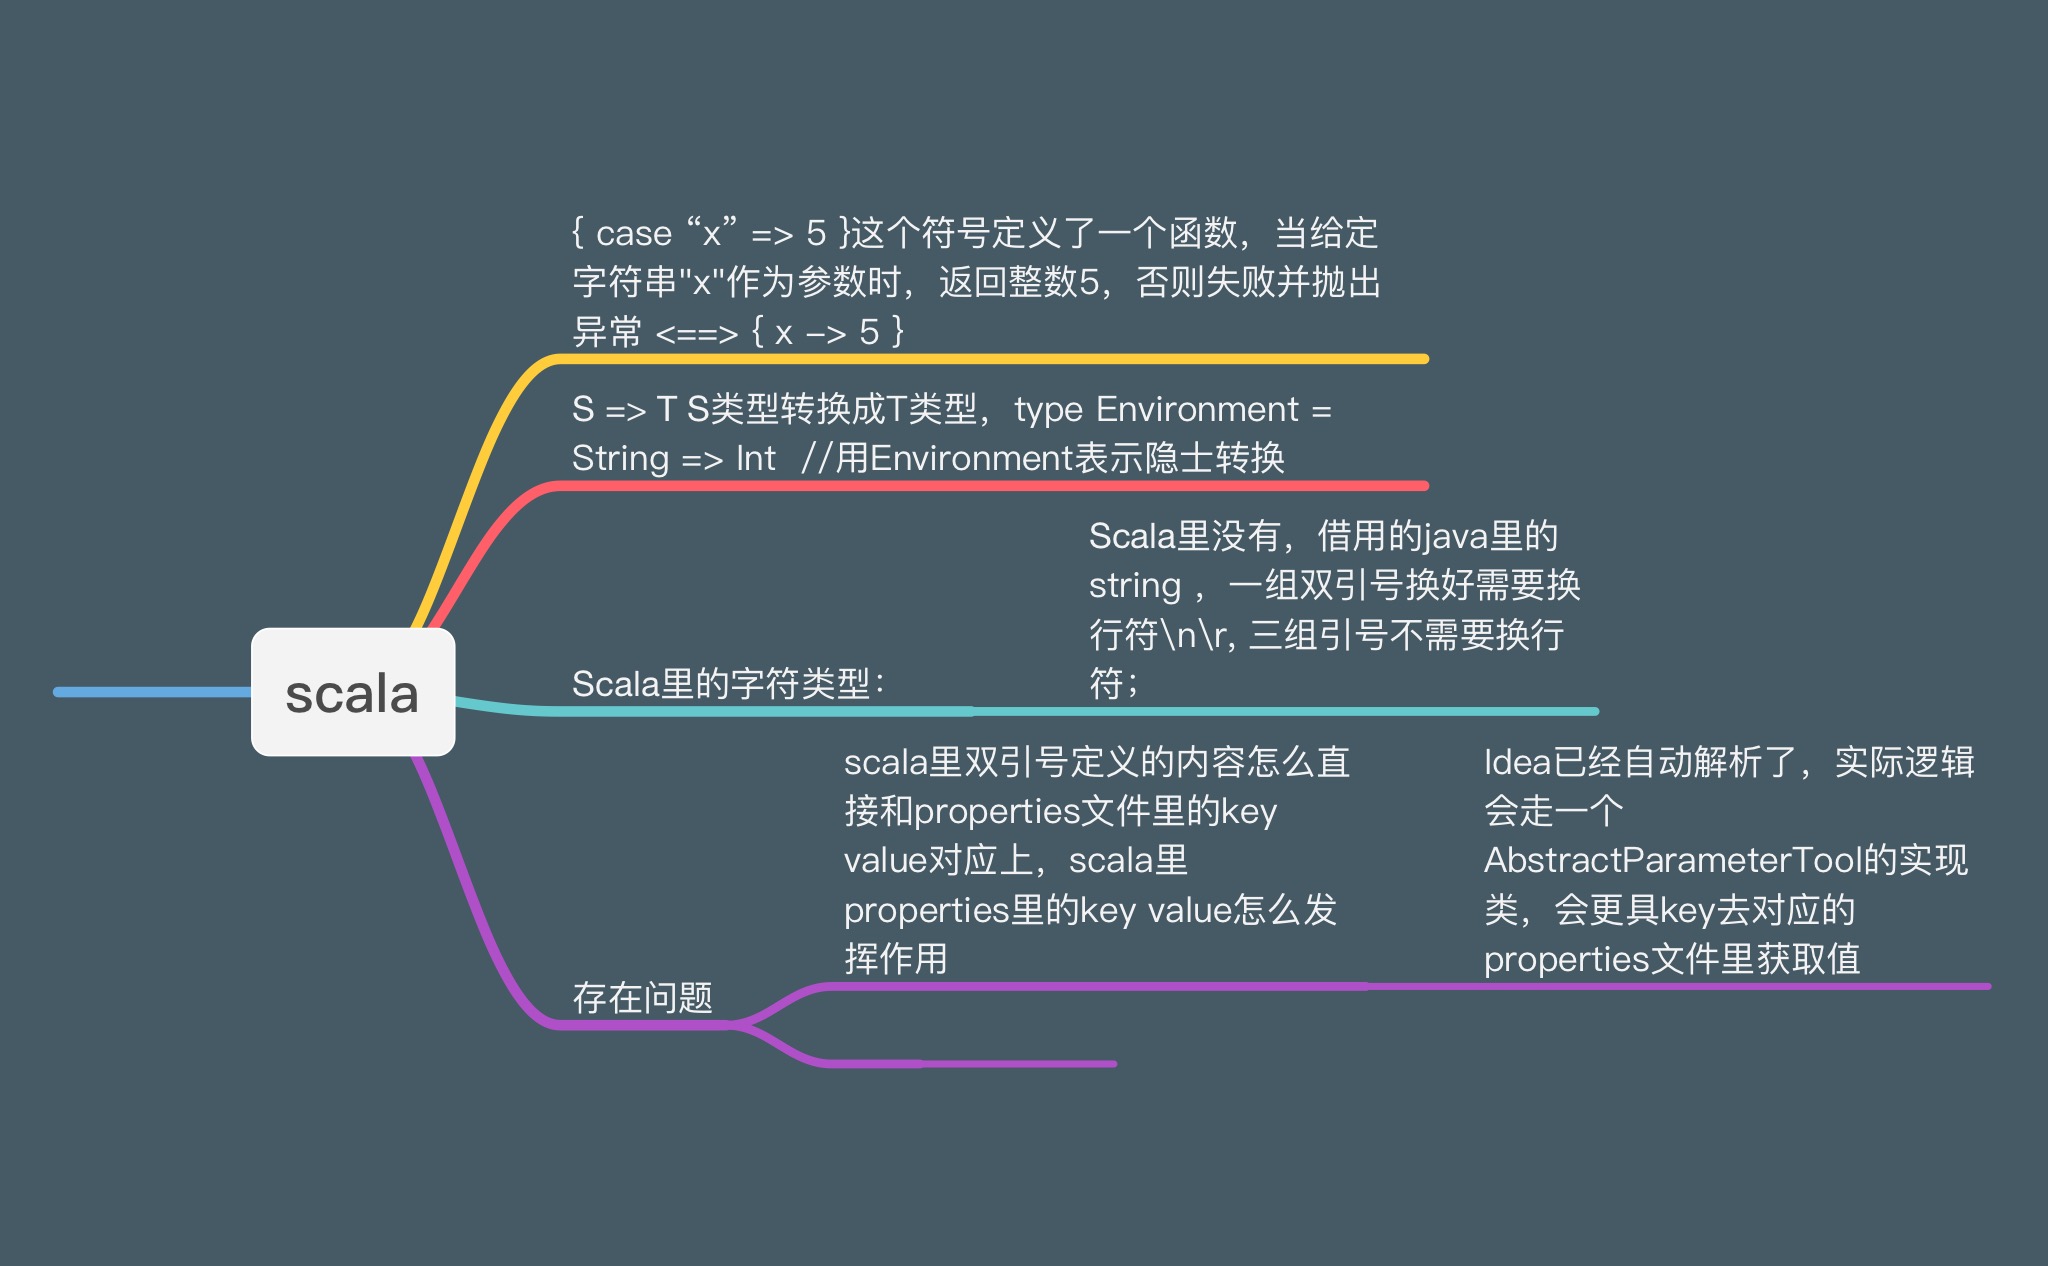 { case “x” => 5 }这个符号定义了一个函数，当给定
字符串"x"作为参数时，返回整数5，否则失败并抛出
异常 <==> { x –> 5 }
S => T S类型转换成T类型，type Environment =
String => Int  //用Environment表示隐士转换
Scala里的字符类型：
Scala里没有，借用的java里的
string ，一组双引号换好需要换
行符\n\r, 三组引号不需要换行
符；
scala
scala里双引号定义的内容怎么直
接和properties文件里的key
value对应上，scala里
properties里的key value怎么发
挥作用
Idea已经自动解析了，实际逻辑
会走一个
AbstractParameterTool的实现
类，会更具key去对应的
properties文件里获取值
存在问题